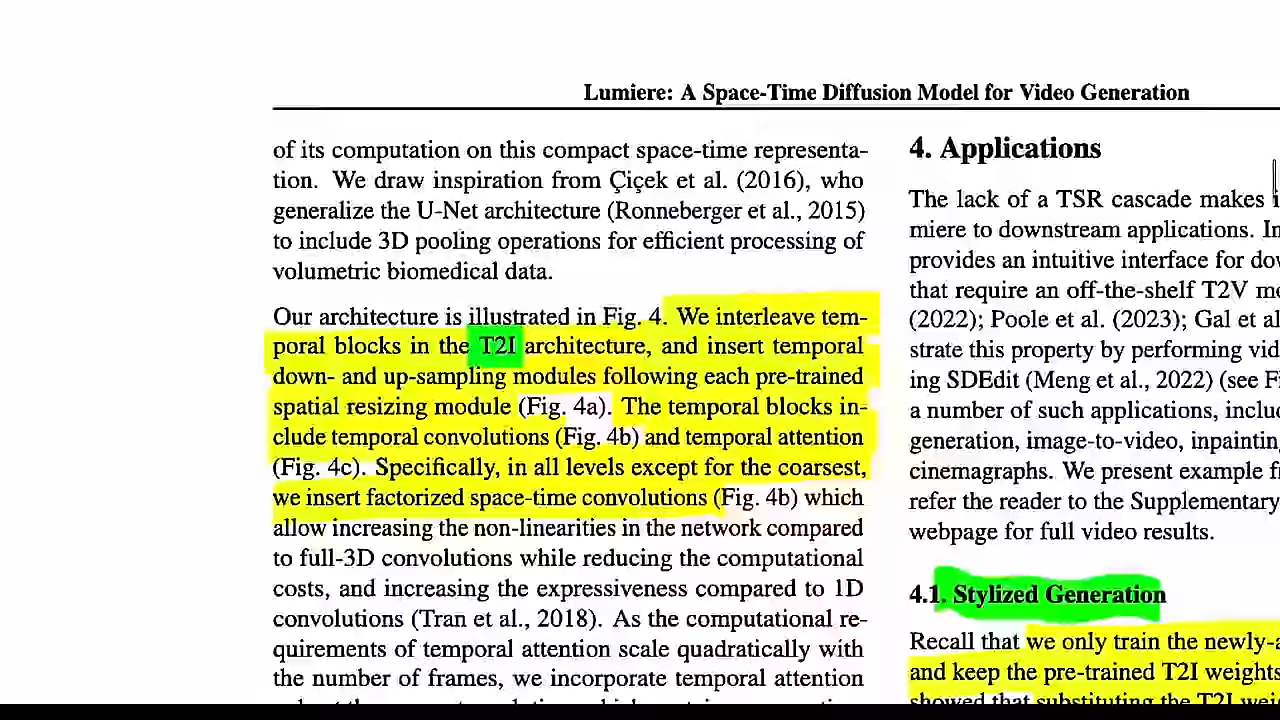 Lumiere: A Space-Time Diffusion Model for Video Generation
of its computation on this compact space-time representa-
tion. We draw inspiration from Çiçek et al. (2016), who
generalize the U-Net architecture (Ronneberger et al., 2015)
to include 3D pooling operations for efficient processing of
volumetric biomedical data.
Our architecture is illustrated in Fig. 4. We interleave tem-
poral blocks in the T2I architecture, and insert temporal
down- and up-sampling modules following each pre-trained
spatial resizing module (Fig. 4a). The temporal blocks in-
clude temporal convolutions (Fig. 4b) and temporal attention
(Fig. 4c). Specifically, in all levels except for the coarsest,
we insert factorized space-time convolutions (Fig. 4b) which
allow increasing the non-linearities in the network compared
to full-3D convolutions while reducing the computational
costs, and increasing the expressiveness compared to 1D
convolutions (Tran et al., 2018). As the computational re-
quirements of temporal attention scale quadratically with
the number of frames, we incorporate temporal attention
4. Applications
The lack of a TSR cascade makes
miere to downstream applications. In
provides an intuitive interface for
that require an off-the-shelf T2V
(2022); Poole et al. (2023); Gal et al
strate this property by performing
ing SDEdit (Meng et al., 2022) (see
a number of such applications,
generation, image-to-video, inpainting
cinemagraphs. We present example
refer the reader to the Supplementary
webpage for full video results.
4.1. Stylized Generation
Recall that we only train the
and keep the pre-trained T2I weights
showed that substituting the T2I